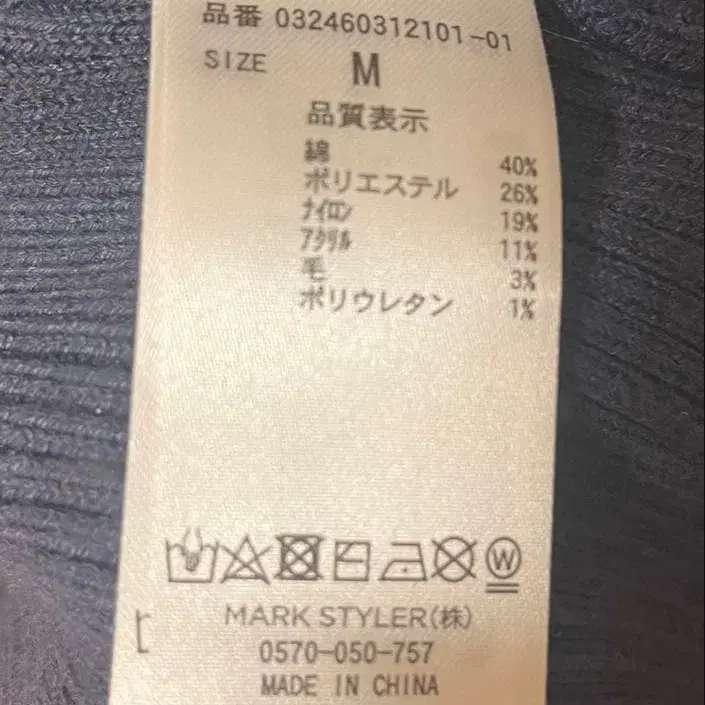 品番 032460312101-01
SIZE M
品質表示
綿 40%
ポリエステル 26%
ナイロン 19%
アクリル 11%
毛 3%
ポリウレタン 1%
W
MARK STYLER(株)
0570-050-757
MADE IN CHINA